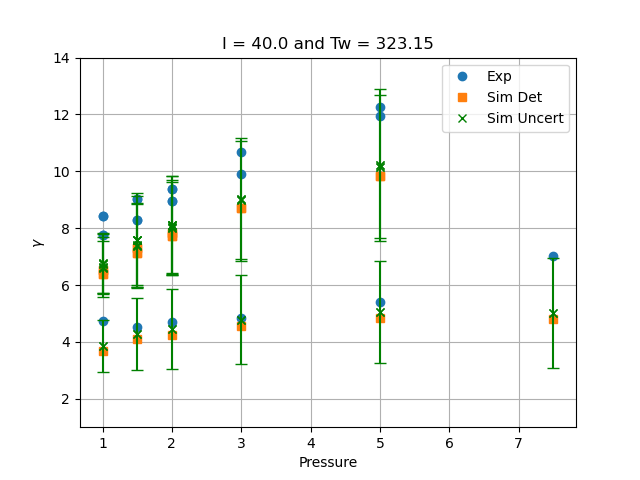 I = 40.0 and Tw = 323.15
14
12
10
8
6
4
2
γ
Exp
Sim Det
Sim Uncert
1 2 3 4 5 6 7
Pressure